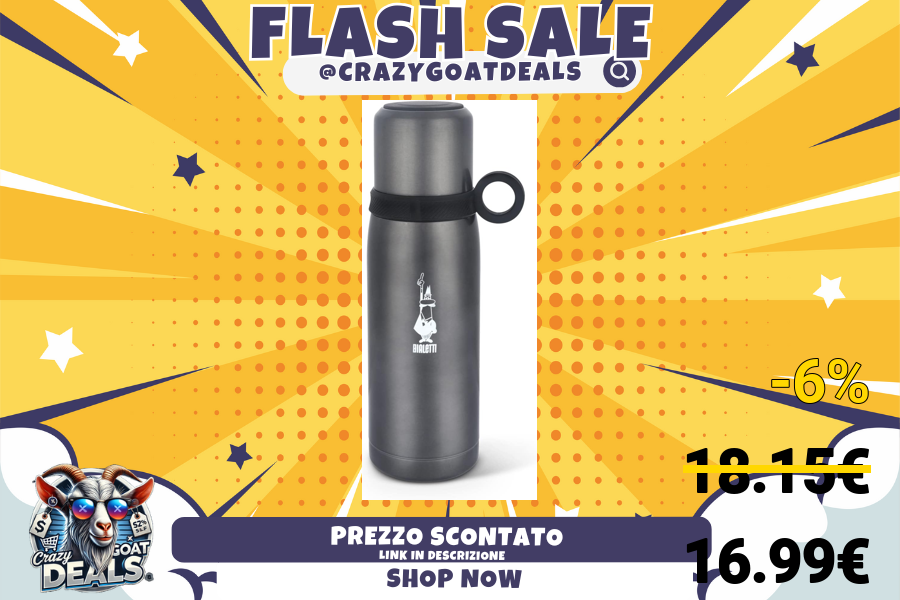 FLASH SALE
@CRAZYGOATDEALS
BIALETTI
-6%
18.15€
PREZZO SCONTATO
LINK IN DESCRIZIONE
SHOP NOW
16.99€
$
52%
Crazy
GOAT
DEALS